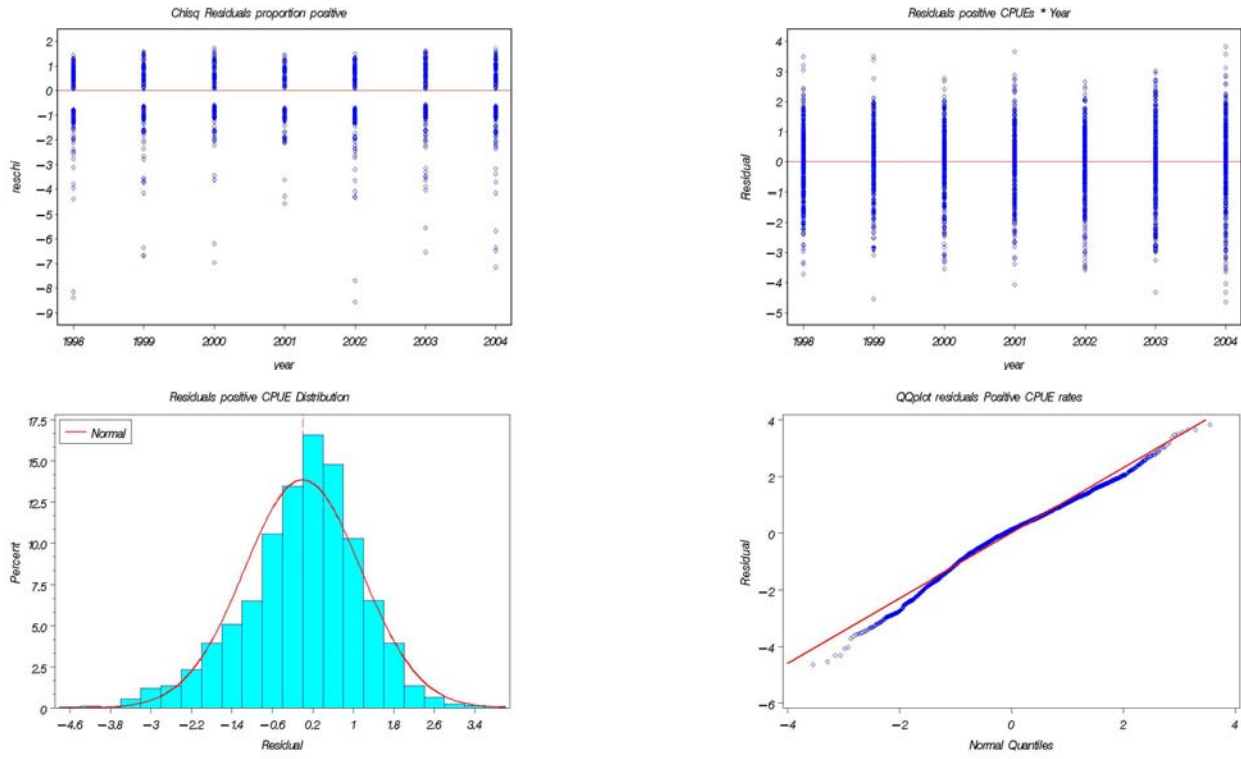 Chisq Residuals proportion positive
2
1
0
−1
−2
−3
−4
−5
−6
−7
−8
−9
reschi
1998 1999 2000 2001 2002 2003 2004
year
Residuals positive CPUEs * Year
4
3
2
1
0
−1
−2
−3
−4
−5
Residual
1998 1999 2000 2001 2002 2003 2004
year
Residuals positive CPUE Distribution
17.5
15.0
12.5
10.0
7.5
5.0
2.5
0
Percent
Normal
−4.6 −3.8 −3 −2.2 −1.4 −0.6 0.2 1 1.8 2.6 3.4
Residual
QQplot residuals Positive CPUE rates
4
2
0
−2
−4
−6
Residual
−4 −2 0 2 4
Normal Quantiles